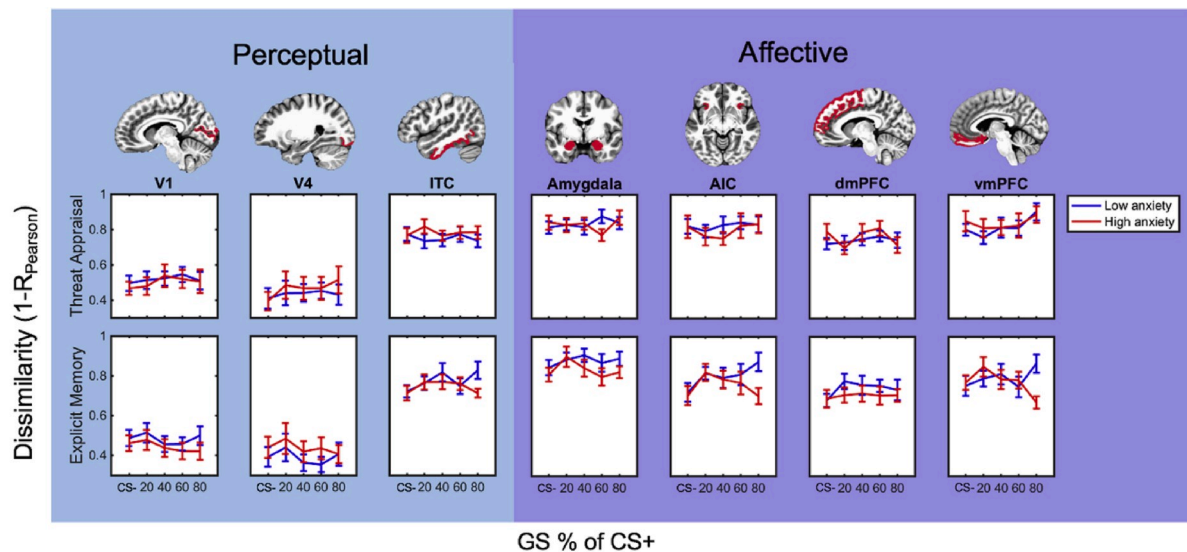 Perceptual
Affective
V1
V4
ITC
Amygdala
AIC
dmPFC
vmPFC
Dissimilarity (1-RPearson)
Threat Appraisal
1
0.8
0.6
0.4
Low anxiety
High anxiety
Explicit Memory
1
0.8
0.6
0.4
CS- 20 40 60 80
CS- 20 40 60 80
CS- 20 40 60 80
CS- 20 40 60 80
CS- 20 40 60 80
CS- 20 40 60 80
CS- 20 40 60 80
GS % of CS+